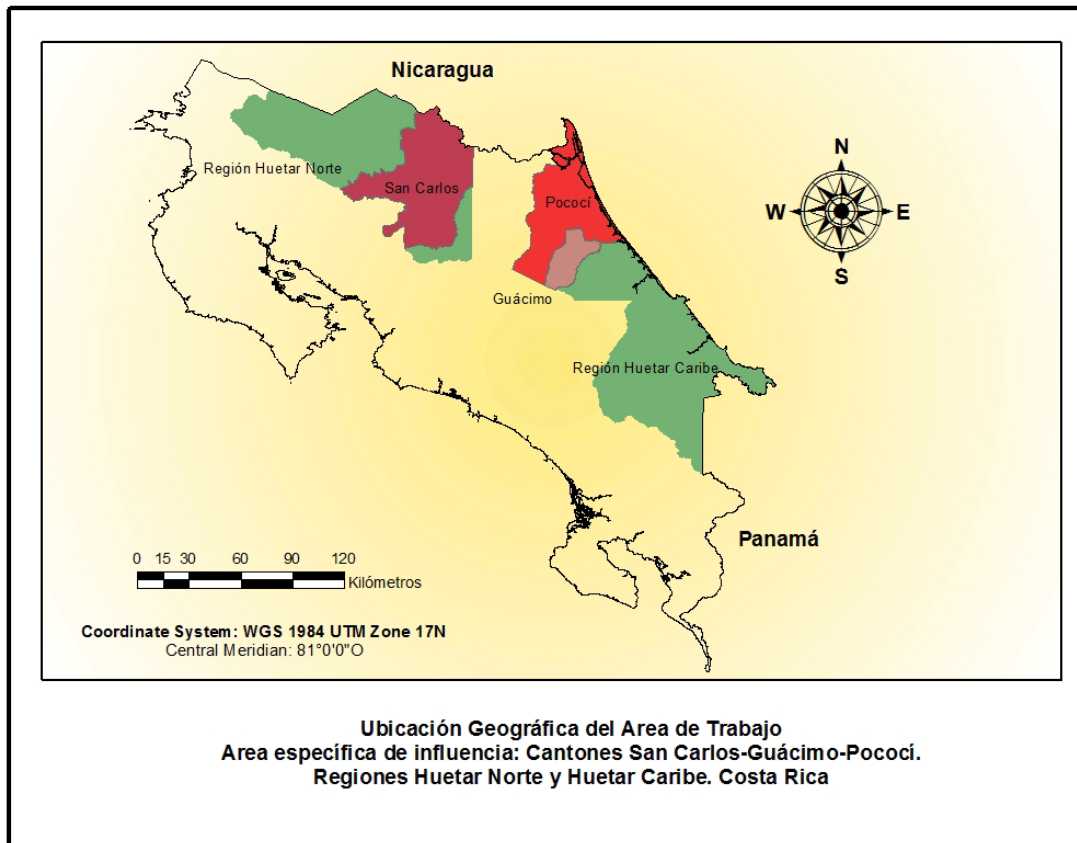 Nicaragua
N
Región Huetar Norte
San Carlos
Pococí
W
E
S
Guácimo
Región Huetar Caribe
Panamá
0 15 30 60 90 120
Kilómetros
Coordinate System: WGS 1984 UTM Zone 17N
Central Meridian: 81°0'0"O
Ubicación Geográfica del Area de Trabajo
Area específica de influencia: Cantones San Carlos-Guácimo-Pococí.
Regiones Huetar Norte y Huetar Caribe. Costa Rica